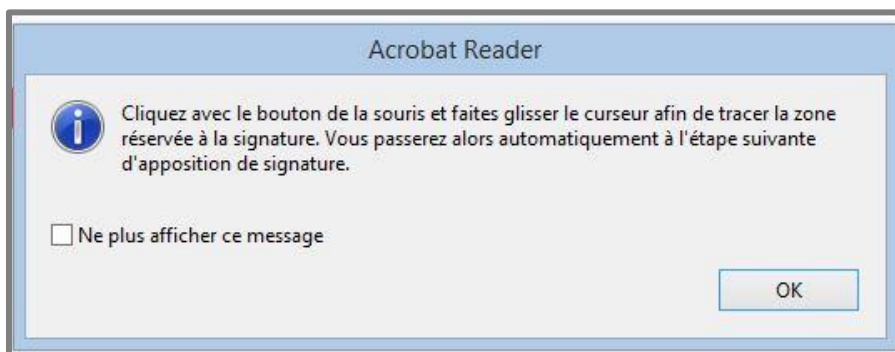 Acrobat Reader
Cliquez avec le bouton de la souris et faites glisser le curseur afin de tracer la zone
réservée à la signature. Vous passerez alors automatiquement à l'étape suivante
d'apposition de signature.
Ne plus afficher ce message
OK